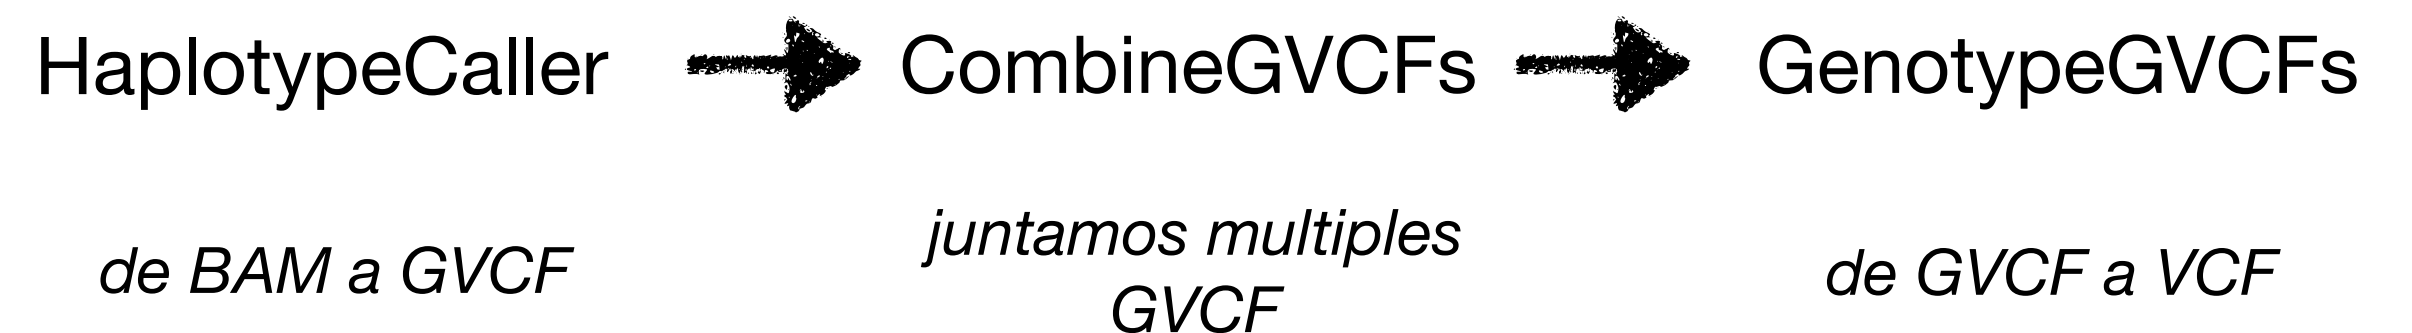 HaplotypeCaller
CombineGVCFs
GenotypeGVCFs
de BAM a GVCF
juntamos multiples
GVCF
de GVCF a VCF